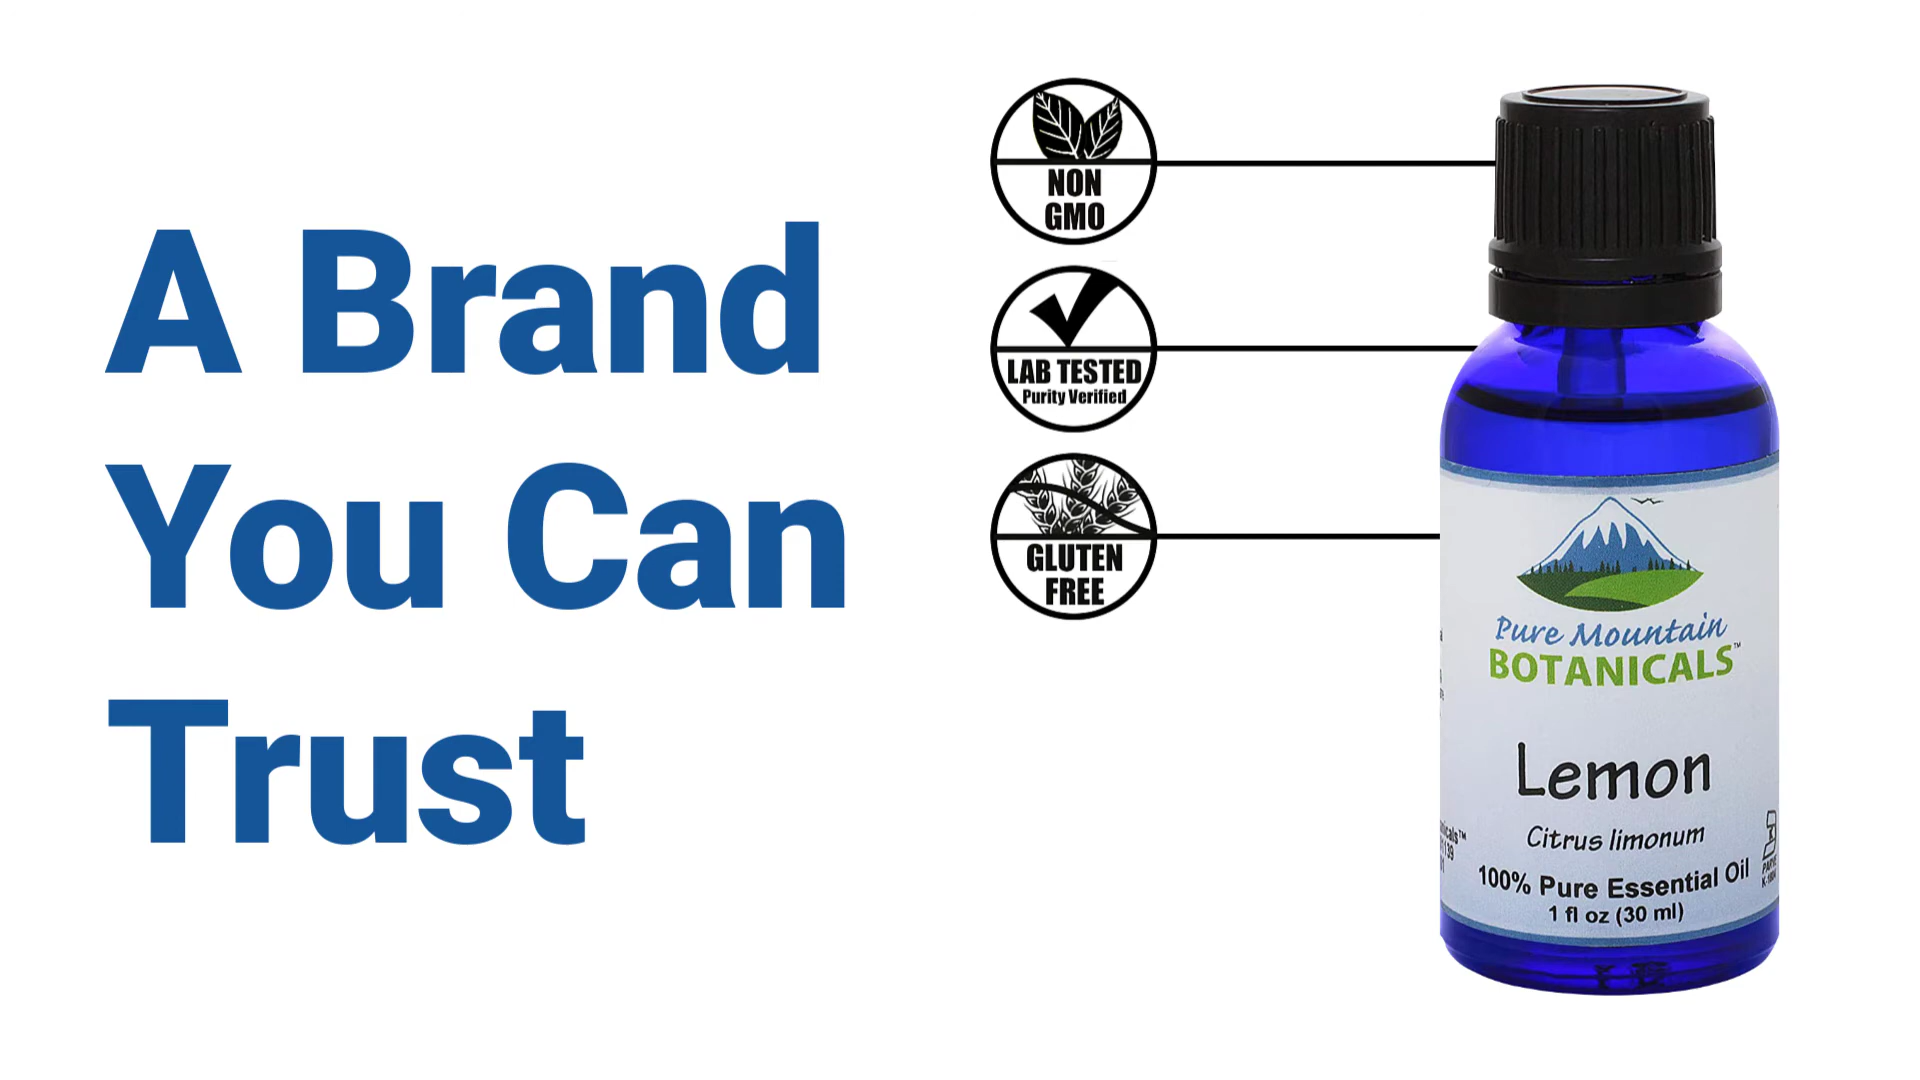 A Brand
You Can
Trust
NON
GMO
LAB TESTED
Purity Verified
GLUTEN
FREE
Pure Mountain
BOTANICALS™
Lemon
Citrus limonum
100% Pure Essential Oil
1 fl oz (30 ml)